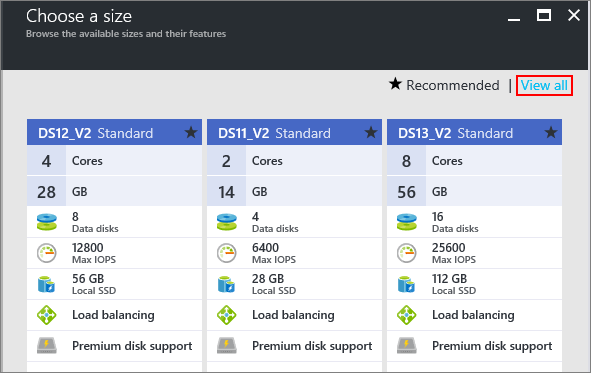 Choose a size
Browse the available sizes and their features
★ Recommended | View all
DS12_V2 Standard ★
4 Cores
28 GB
8
Data disks
12800
Max IOPS
56 GB
Local SSD
Load balancing
Premium disk support
DS11_V2 Standard ★
2 Cores
14 GB
4
Data disks
6400
Max IOPS
28 GB
Local SSD
Load balancing
Premium disk support
DS13_V2 Standard ★
8 Cores
56 GB
16
Data disks
25600
Max IOPS
112 GB
Local SSD
Load balancing
Premium disk support